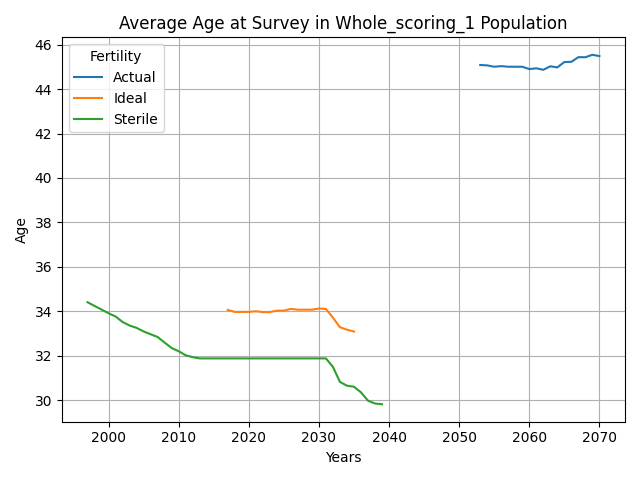 Average Age at Survey in Whole_scoring_1 Population
Fertility
Actual
Ideal
Sterile
46
44
42
40
38
36
34
32
30
Age
2000 2010 2020 2030 2040 2050 2060 2070
Years